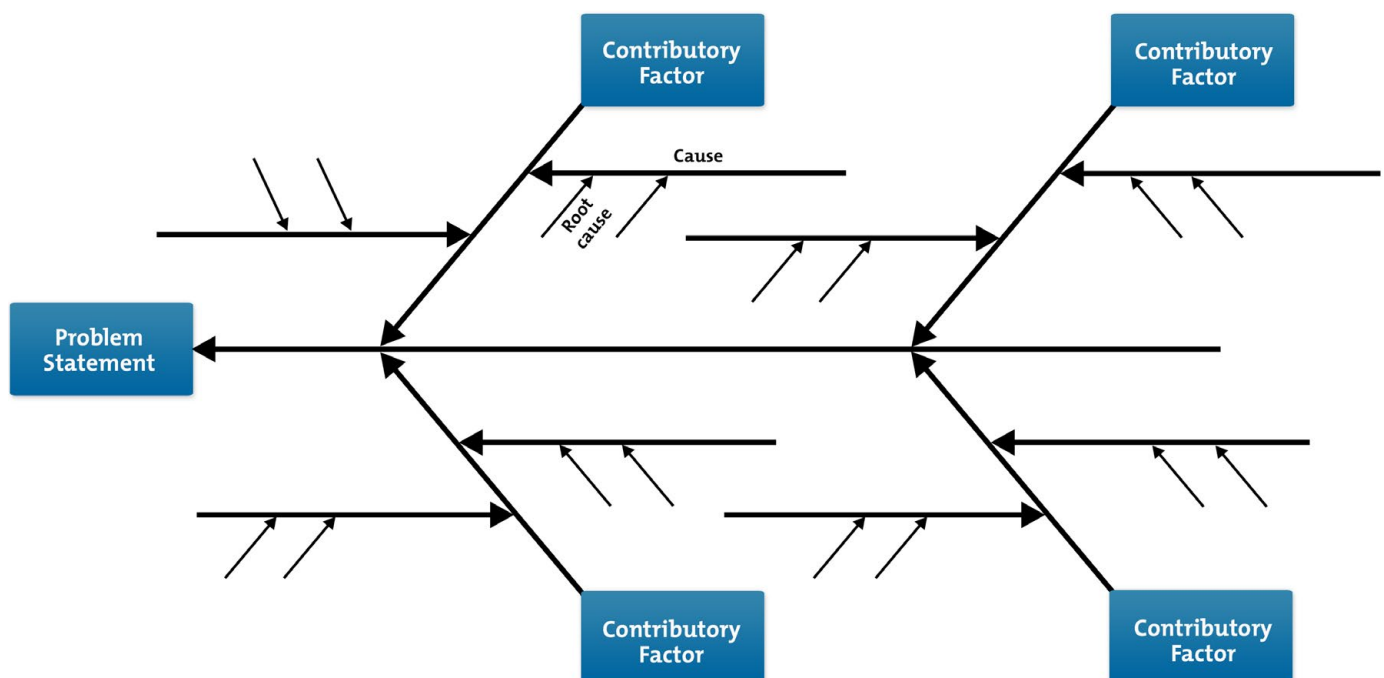 Contributory
Factor
Contributory
Factor
Cause
Root
cause
Problem
Statement
Contributory
Factor
Contributory
Factor